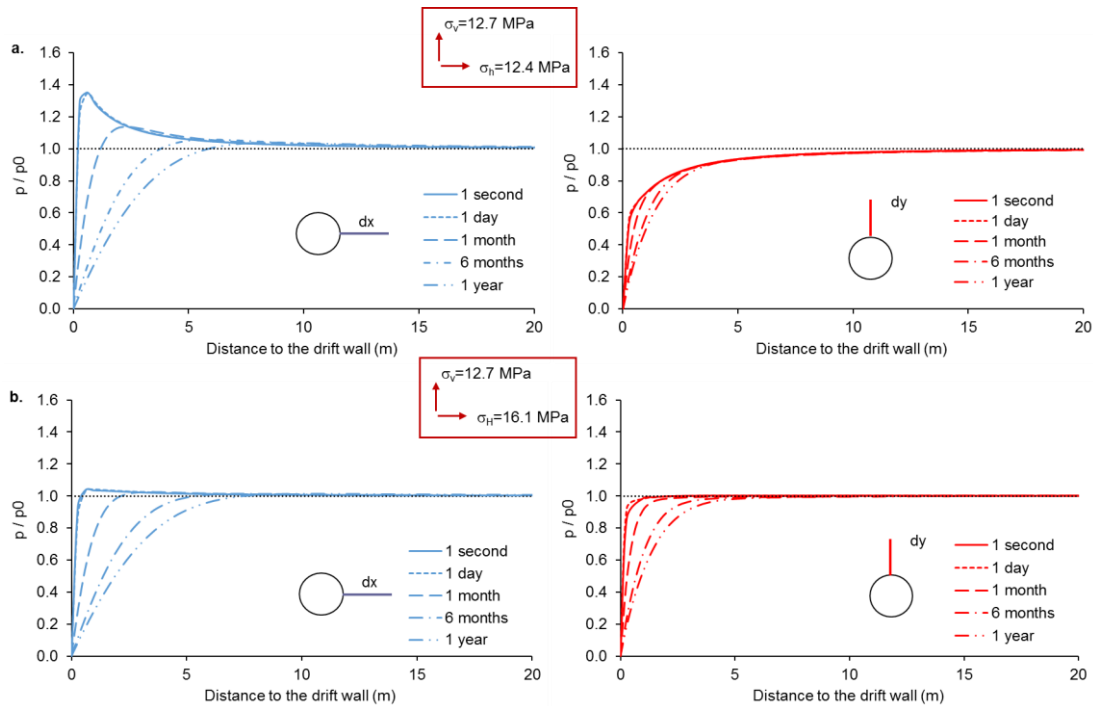 a.
σv=12.7 MPa
σh=12.4 MPa
p / p0
1.6
1.4
1.2
1.0
0.8
0.6
0.4
0.2
0.0
0 5 10 15 20
Distance to the drift wall (m)
dx
1 second
1 day
1 month
6 months
1 year
p / p0
1.6
1.4
1.2
1.0
0.8
0.6
0.4
0.2
0.0
0 5 10 15 20
Distance to the drift wall (m)
dy
1 second
1 day
1 month
6 months
1 year
b.
σv=12.7 MPa
σH=16.1 MPa
p / p0
1.6
1.4
1.2
1.0
0.8
0.6
0.4
0.2
0.0
0 5 10 15 20
Distance to the drift wall (m)
dx
1 second
1 day
1 month
6 months
1 year
p / p0
1.6
1.4
1.2
1.0
0.8
0.6
0.4
0.2
0.0
0 5 10 15 20
Distance to the drift wall (m)
dy
1 second
1 day
1 month
6 months
1 year